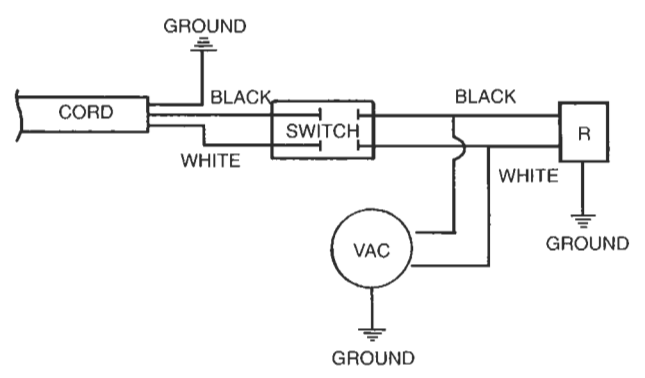 GROUND
BLACK
BLACK
CORD
SWITCH
R
WHITE
WHITE
GROUND
VAC
GROUND